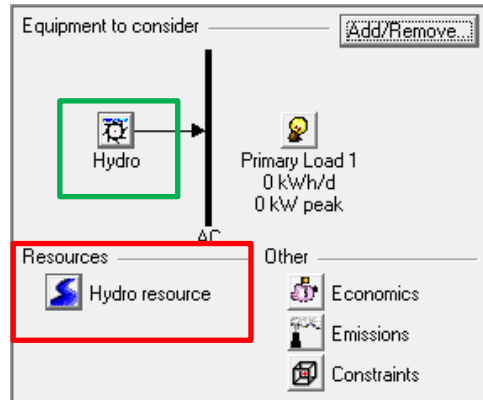 Equipment to consider
Add/Remove...
Hydro
Primary Load 1
0 kWh/d
0 kW peak
AC
Resources
Other
Hydro resource
Economics
Emissions
Constraints